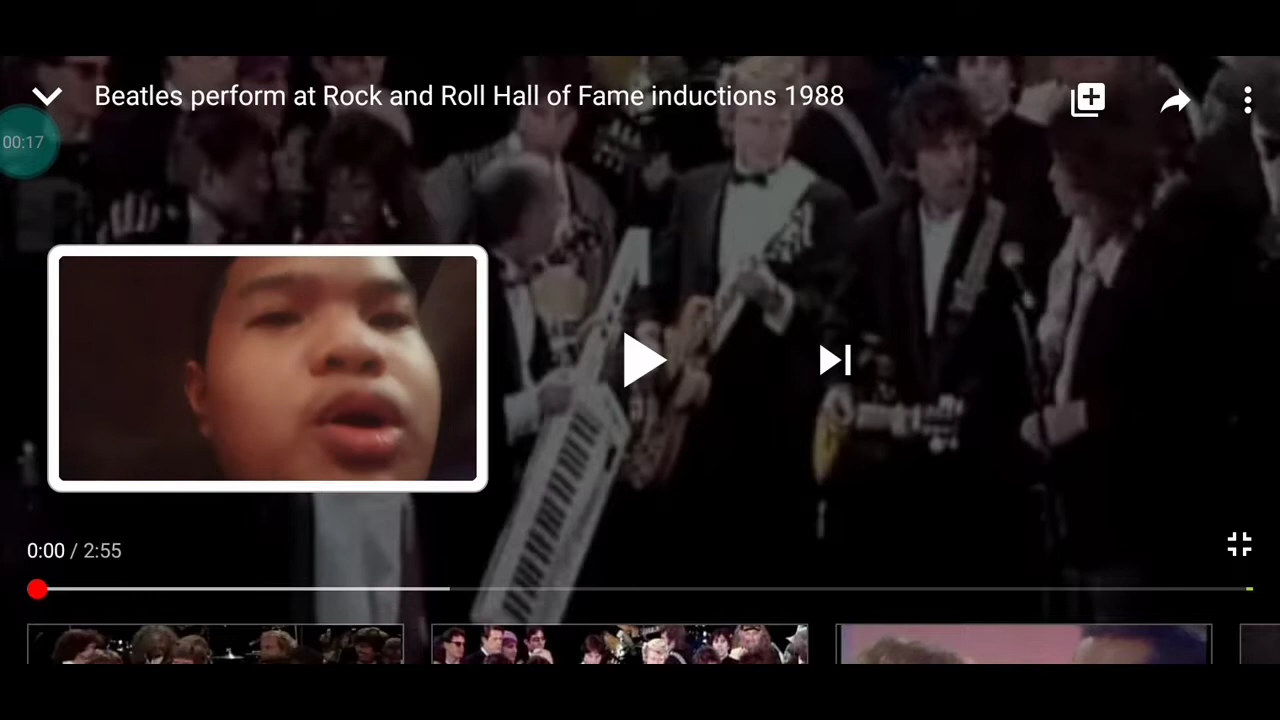 Beatles perform at Rock and Roll Hall of Fame inductions 1988
00:17
0:00 / 2:55